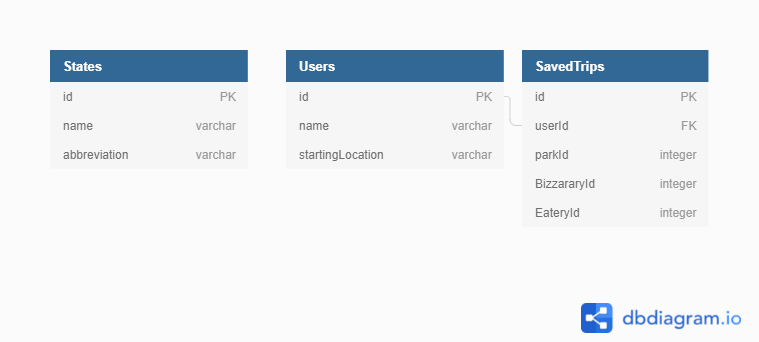 States
id PK
name varchar
abbreviation varchar
Users
id PK
name varchar
startingLocation varchar
SavedTrips
id PK
userId FK
parkId integer
BizzararyId integer
EateryId integer
dbdiagram.io